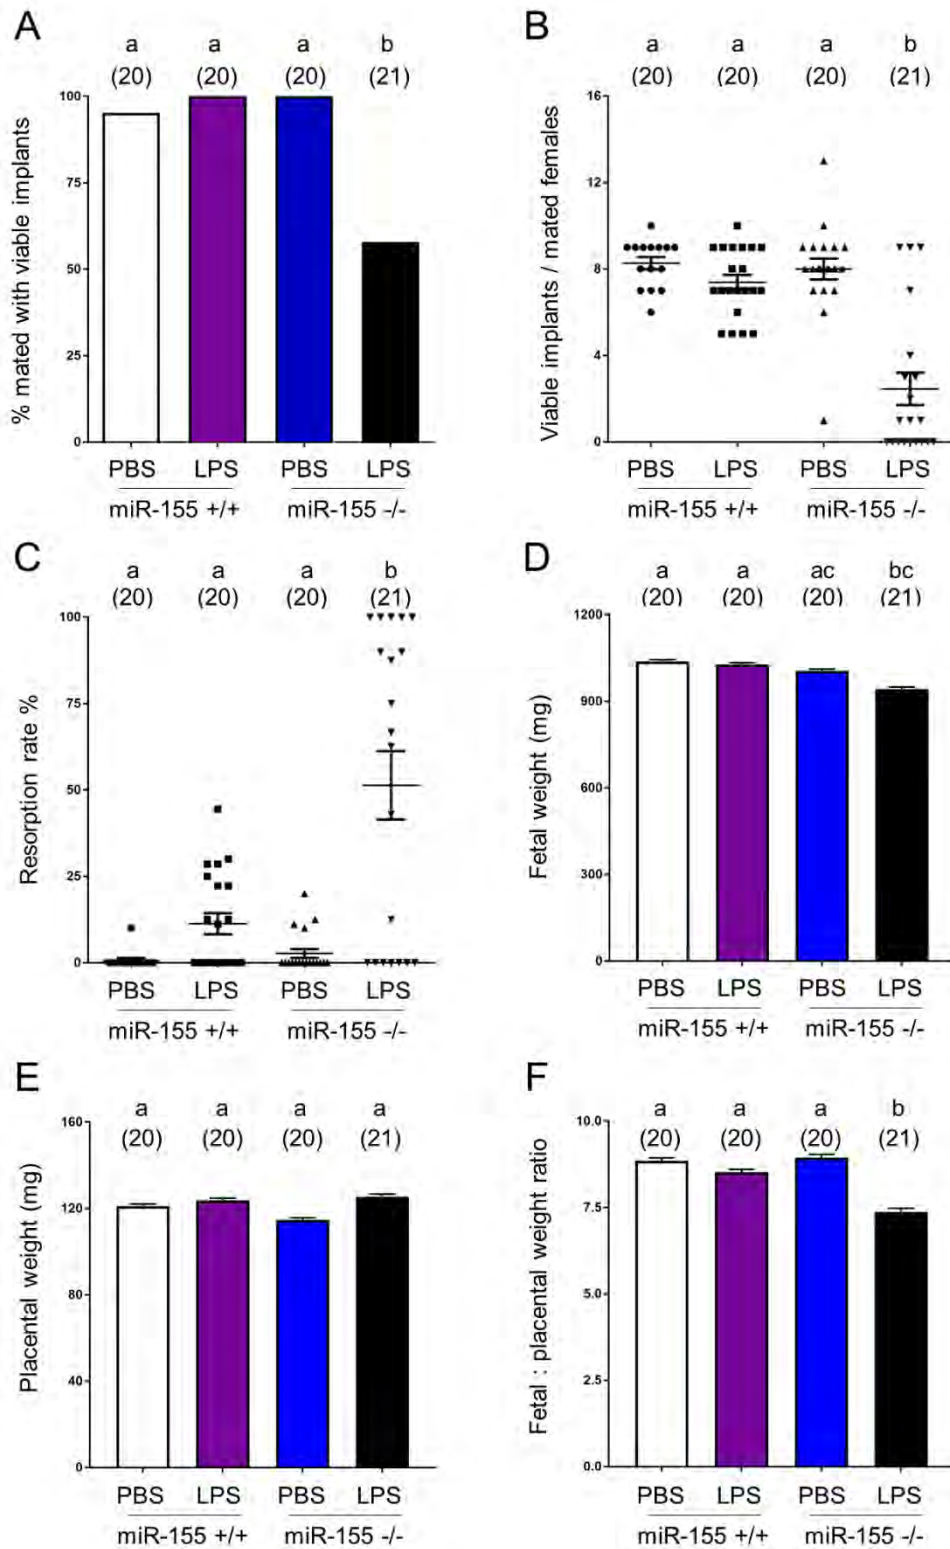 A
a a a b
(20) (20) (20) (21)
% mated with viable implants
100
75
50
25
0
PBS LPS PBS LPS
miR-155 +/+ miR-155 -/-
B
a a a b
(20) (20) (20) (21)
Viable implants / mated females
16
12
8
4
0
PBS LPS PBS LPS
miR-155 +/+ miR-155 -/-
C
a a a b
(20) (20) (20) (21)
Resorption rate %
100
75
50
25
0
PBS LPS PBS LPS
miR-155 +/+ miR-155 -/-
D
a a ac bc
(20) (20) (20) (21)
Fetal weight (mg)
1200
900
600
300
0
PBS LPS PBS LPS
miR-155 +/+ miR-155 -/-
E
a a a a
(20) (20) (20) (21)
Placental weight (mg)
160
120
80
40
0
PBS LPS PBS LPS
miR-155 +/+ miR-155 -/-
F
a a a b
(20) (20) (20) (21)
Fetal : placental weight ratio
10.0
7.5
5.0
2.5
0.0
PBS LPS PBS LPS
miR-155 +/+ miR-155 -/-